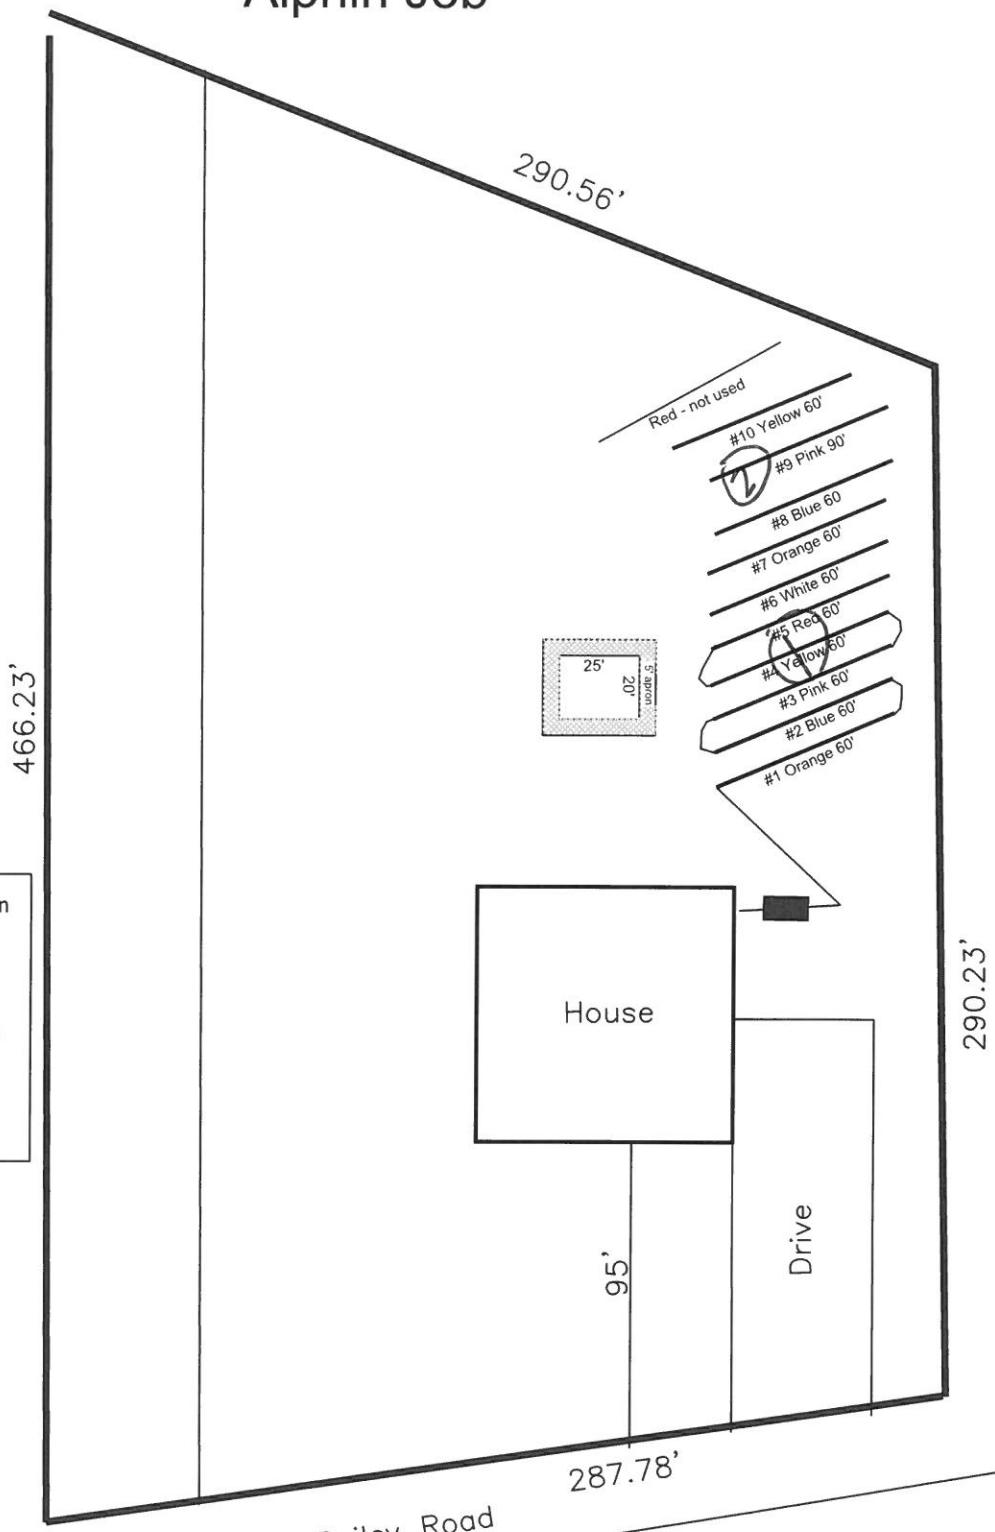 Job
290.56'
Red - not used
#10 Yellow 60'
#9 Pink 90'
2
#8 Blue 60
#7 Orange 60'
#6 White 60'
#5 Red 60'
1
#4 Yellow 60'
#3 Pink 60'
#2 Blue 60'
#1 Orange 60'
25'
20'
5' apron
466.23'
n
House
290.23'
Drive
95'
287.78'
Road